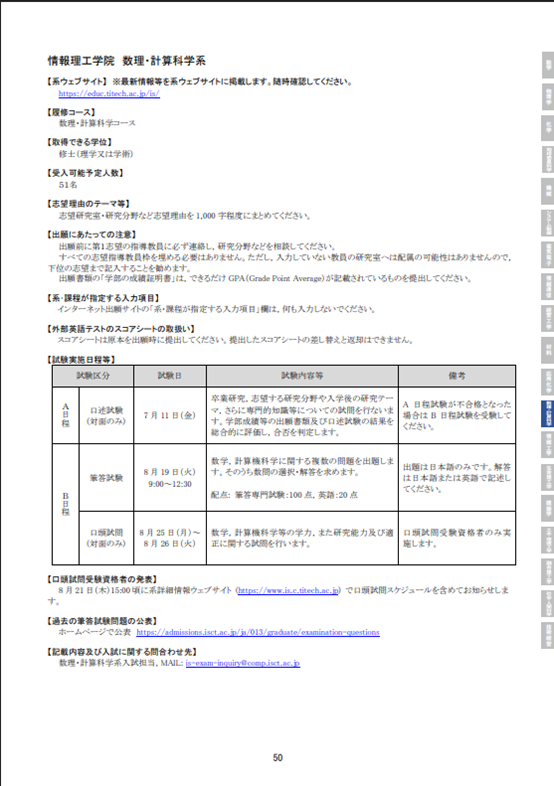 情報理工学院　数理・計算科学系
【系ウェブサイト】 ※最新情報等を系ウェブサイトに掲載します。随時確認してください。
https://educ.titech.ac.jp/is/
【履修コース】
数理・計算科学コース
【取得できる学位】
修士（理学又は学術）
【受入可能予定人数】
51名
【志望理由のテーマ等】
志望研究室・研究分野など志望理由を 1,000 字程度にまとめてください。
【出願にあたっての注意】
出願前に第1志望の指導教員に必ず連絡し，研究分野などを相談してください。
すべての志望指導教員枠を埋める必要はありません。ただし，入力していない教員の研究室へは配属の可能性はありませんので，
下位の志望まで記入することを勧めます。
出願書類の「学部の成績証明書」は，できるだけ GPA（Grade Point Average）が記載されているものを提出してください。
【系・課程が指定する入力項目】
インターネット出願サイトの「系・課程が指定する入力項目」欄は，何も入力しないでください。
【外部英語テストのスコアシートの取扱い】
スコアシートは原本を出願時に提出してください。提出したスコアシートの差し替えと返却はできません。
【試験実施日程等】
試験区分　試験日　試験内容等　備考
A日程
口述試験
（対面のみ）
7 月 11 日（金）
卒業研究，志望する研究分野や入学後の研究テー
マ，さらに専門的知識等についての試問を行ないま
す。学部成績等の出願書類及び口述試験の結果を
総合的に評価し，合否を判定します。
A 日程試験が不合格となった
場合は B 日程試験を受験して
ください。
B日程
筆答試験
8 月 19 日（火）
9:00～12:30
数学，計算機科学に関する複数の問題を出題しま
す。そのうち数問の選択・解答を求めます。
配点: 筆答専門試験:100 点，英語:20 点
出題は日本語のみです。解答
は日本語または英語で記述し
てください。
口頭試問
（対面のみ）
8 月 25 日（月）～
8 月 26 日（火）
数学，計算機科学等の学力，また研究能力及び適
正に関する試問を行います。
口頭試問受験資格者のみ実
施します。
【口頭試問受験資格者の発表】
8 月 21 日（木）15:00 頃に系詳細情報ウェブサイト（https://www.is.c.titech.ac.jp）で口頭試問スケジュールを含めてお知らせしま
す。
【過去の筆答試験問題の公表】
ホームページで公表　https://admissions.isct.ac.jp/ja/013/graduate/examination-questions
【記載内容及び入試に関する問合わせ先】
数理・計算科学系入試担当，MAIL: is-exam-inquiry@comp.isct.ac.jp
50